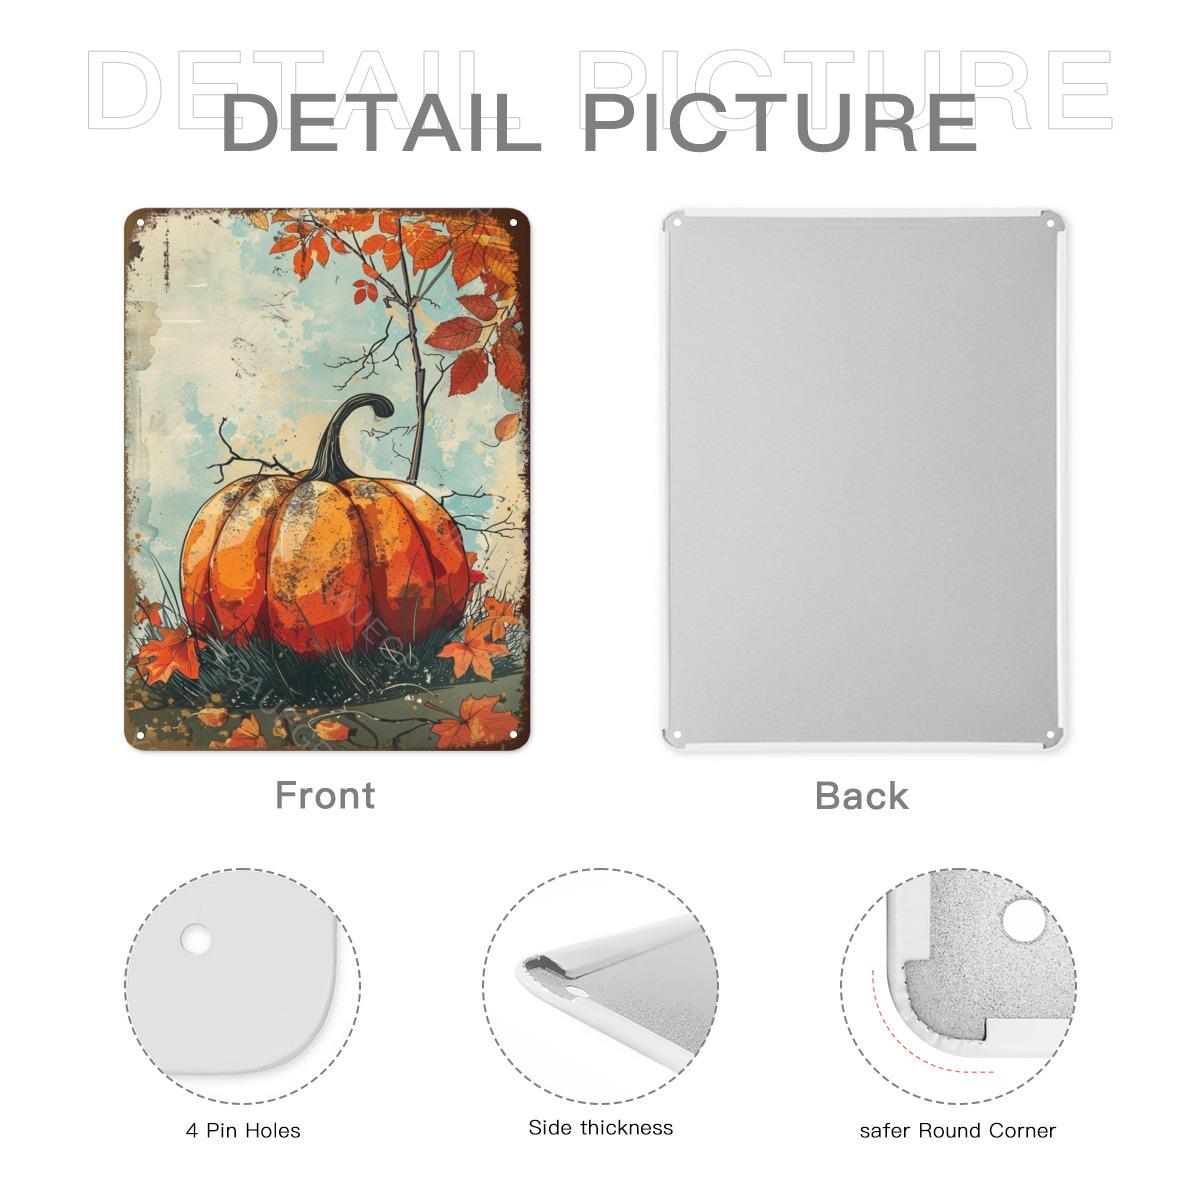 DETAIL PICTURE
DETAIL PICTURE
Front
Back
4 Pin Holes
Side thickness
safer Round Corner